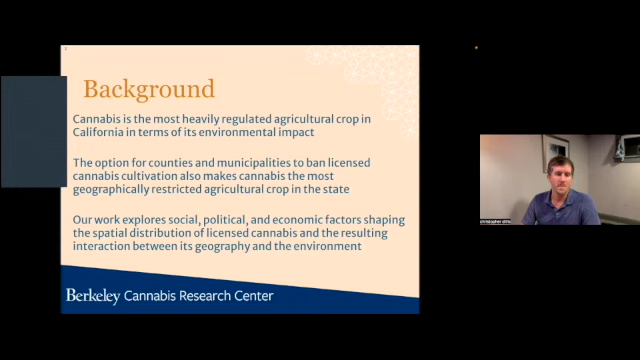 Background
Cannabis is the most heavily regulated agricultural crop in
California in terms of its environmental impact
The option for counties and municipalities to ban licensed
cannabis cultivation also makes cannabis the most
geographically restricted agricultural crop in the state
Our work explores social, political, and economic factors shaping
the spatial distribution of licensed cannabis and the resulting
interaction between its geography and the environment
Berkeley Cannabis Research Center
christopher